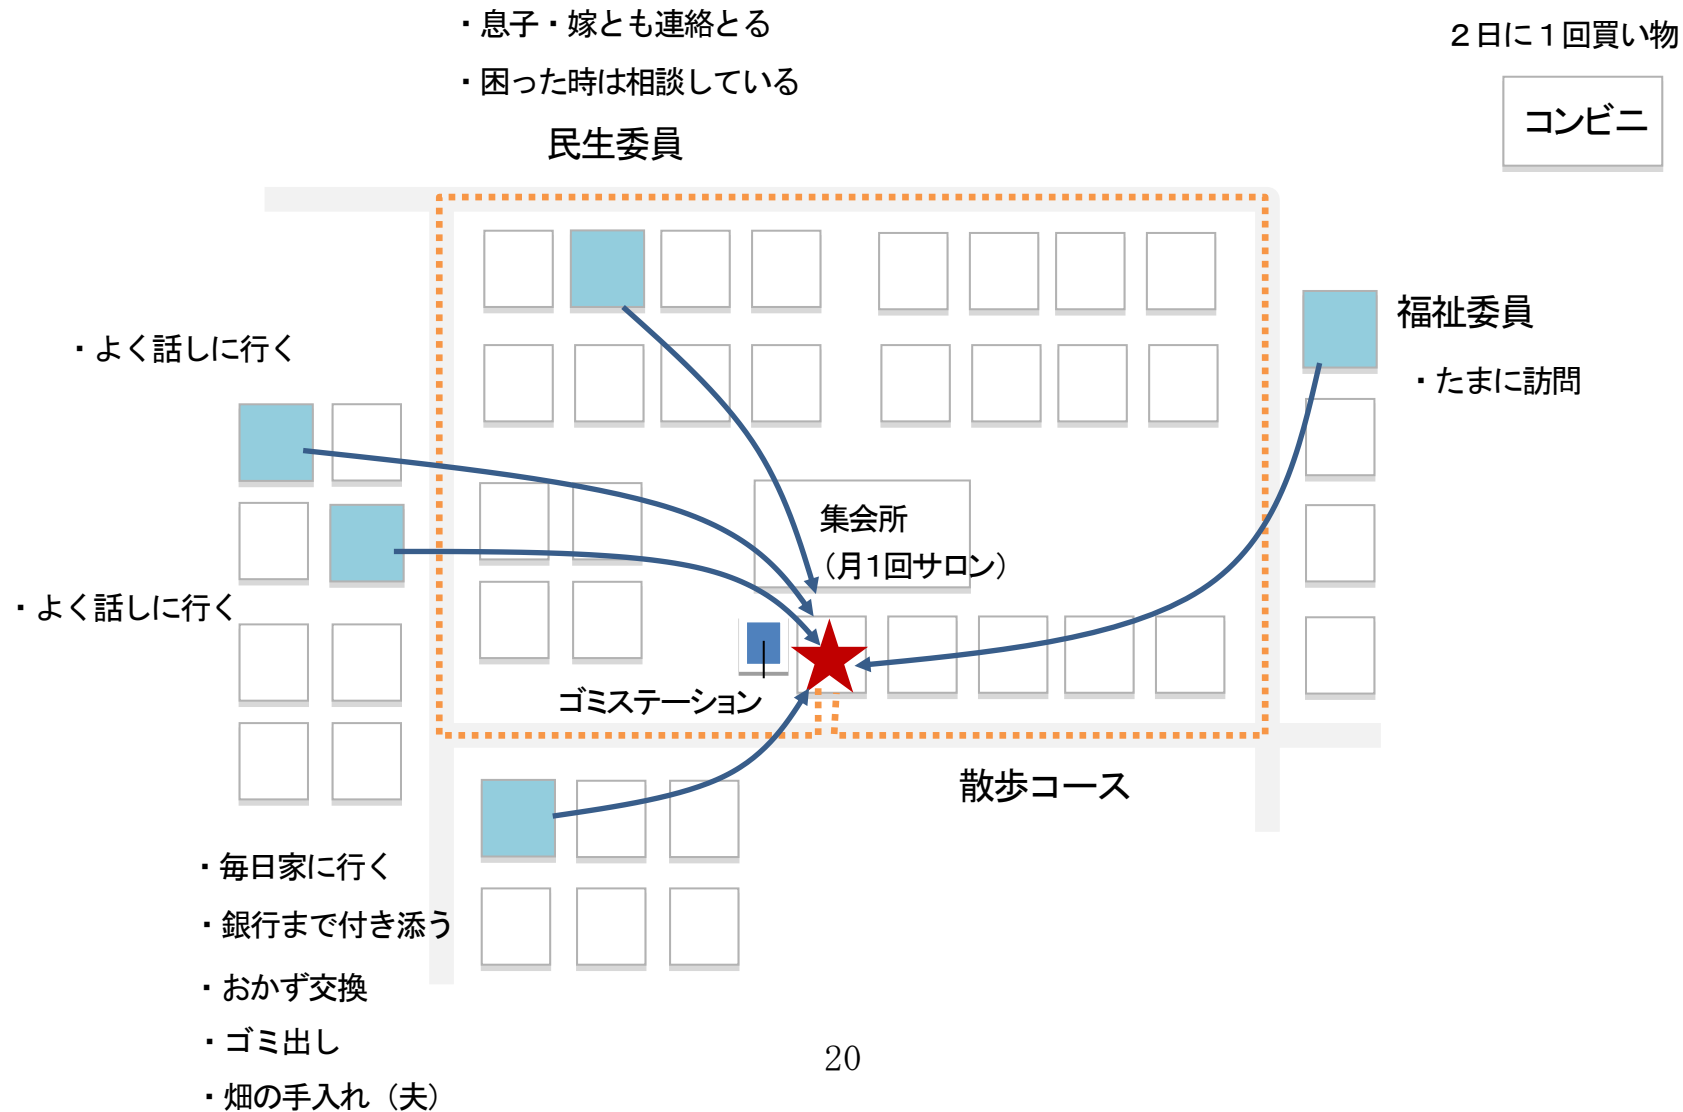 ・息子・嫁とも連絡とる
・困った時は相談している
民生委員
２日に１回買い物
コンビニ
福祉委員
・たまに訪問
・よく話しに行く
集会所
（月1回サロン）
・よく話しに行く
ゴミステーション
散歩コース
・毎日家に行く
・銀行まで付き添う
・おかず交換
・ゴミ出し
・畑の手入れ（夫）
20